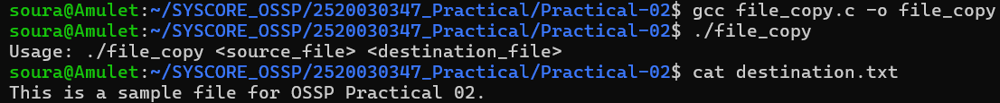 soura@Amulet:~/SYSCORE_OSSP/2520030347_Practical/Practical-02$ gcc file_copy.c -o file_copy
soura@Amulet:~/SYSCORE_OSSP/2520030347_Practical/Practical-02$ ./file_copy
Usage: ./file_copy <source_file> <destination_file>
soura@Amulet:~/SYSCORE_OSSP/2520030347_Practical/Practical-02$ cat destination.txt
This is a sample file for OSSP Practical 02.